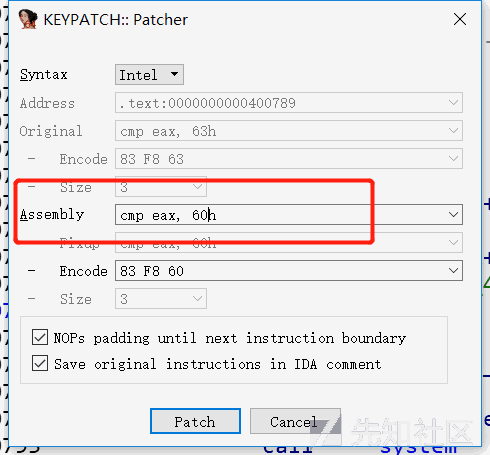 KEYPATCH:: Patcher
Syntax Intel
Address .text:0000000000400789
Original cmp eax, 63h
- Encode 83 F8 63
- Size 3
Assembly cmp eax, 60h
- Fixup cmp eax, 60h
- Encode 83 F8 60
- Size 3
NOPs padding until next instruction boundary
Save original instructions in IDA comment
Patch Cancel
先知社区
call system